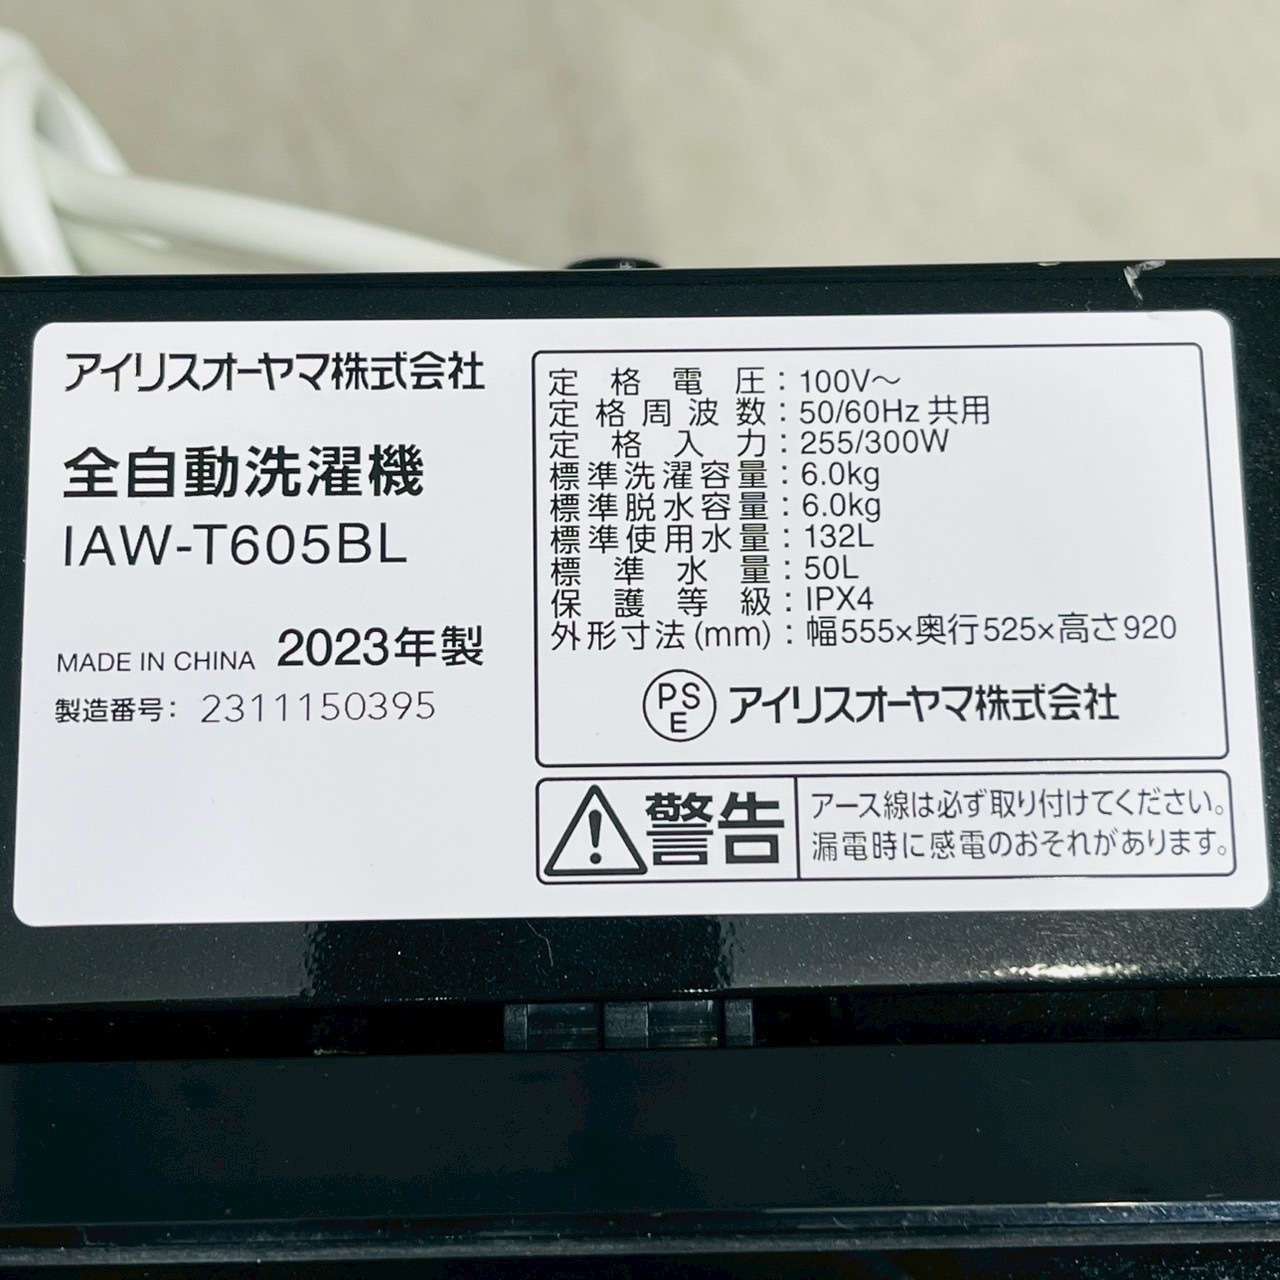 アイリスオーヤマ株式会社
全自動洗濯機
IAW-T605BL
MADE IN CHINA 2023年製
製造番号: 2311150395
定格電圧:100V～
定格周波数:50/60Hz 共用
定格入力:255/300W
標準洗濯容量:6.0kg
標準脱水容量:6.0kg
標準使用水量:132L
標準水量:50L
保護等級:IPX4
外形寸法(mm):幅555×奥行525×高さ920
PS
E
アイリスオーヤマ株式会社
警告
アース線は必ず取り付けてください。
漏電時に感電のおそれがあります。